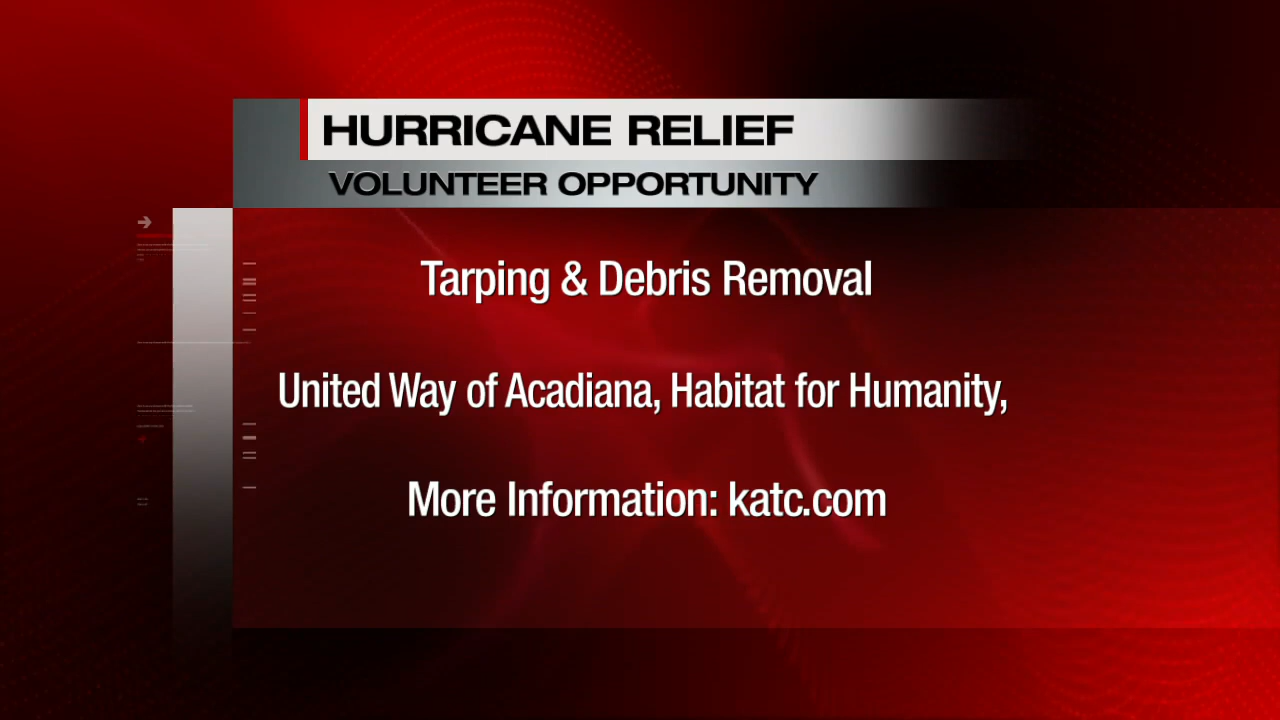 HURRICANE RELIEF
VOLUNTEER OPPORTUNITY
Tarping & Debris Removal
United Way of Acadiana, Habitat for Humanity,
More Information: katc.com